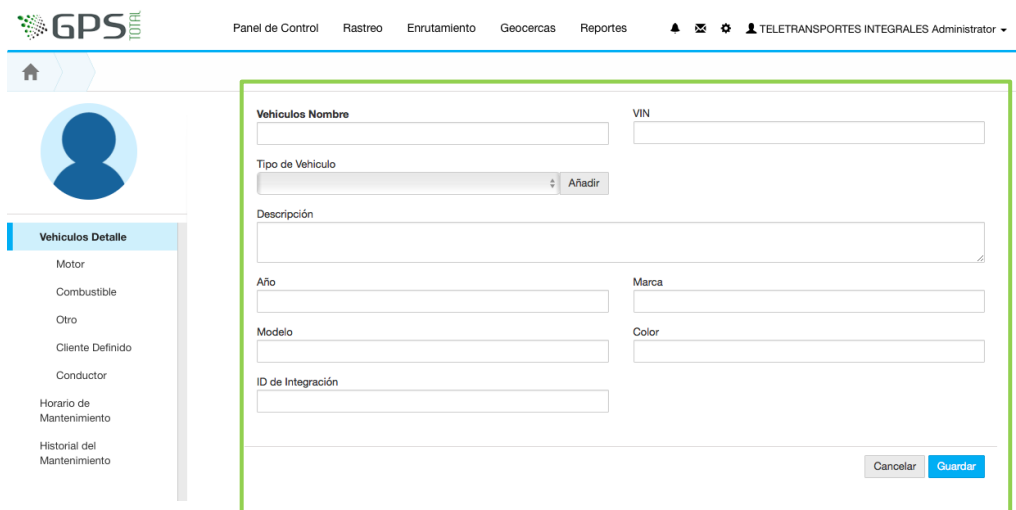 GPS TOTAL
Panel de Control Rastreo Enrutamiento Geocercas Reportes TELETRANSPORTES INTEGRALES Administrator
Vehiculos Detalle
Motor
Combustible
Otro
Cliente Definido
Conductor
Horario de
Mantenimiento
Historial del
Mantenimiento
Vehiculos Nombre
VIN
Tipo de Vehiculo
Añadir
Descripción
Año
Marca
Modelo
Color
ID de Integración
Cancelar Guardar